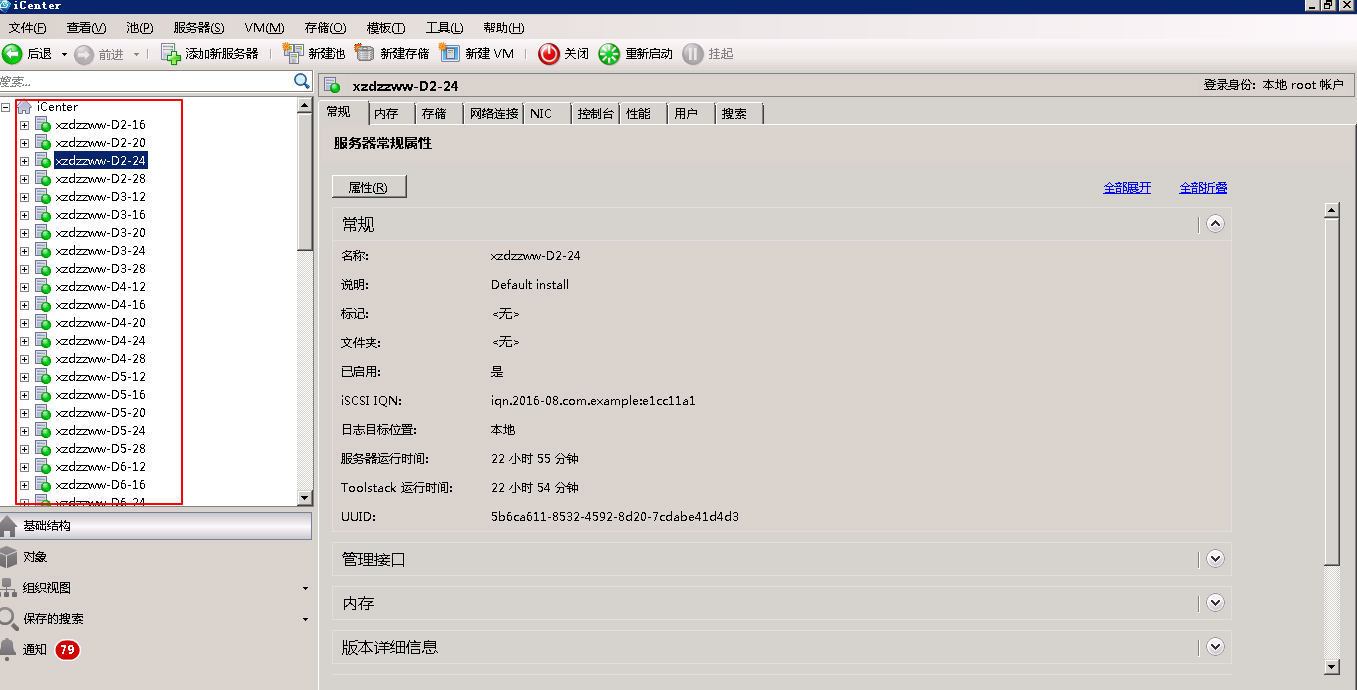 iCenter
文件(F) 查看(V) 池(P) 服务器(S) VM(M) 存储(O) 模板(T) 工具(L) 帮助(H)
后退 前进 添加新服务器 新建池 新建存储 新建 VM 关闭 重新启动 挂起
搜索...
iCenter
xzdzzww-D2-16
xzdzzww-D2-20
xzdzzww-D2-24
xzdzzww-D2-28
xzdzzww-D3-12
xzdzzww-D3-16
xzdzzww-D3-20
xzdzzww-D3-24
xzdzzww-D3-28
xzdzzww-D4-12
xzdzzww-D4-16
xzdzzww-D4-20
xzdzzww-D4-24
xzdzzww-D4-28
xzdzzww-D5-12
xzdzzww-D5-16
xzdzzww-D5-20
xzdzzww-D5-24
xzdzzww-D5-28
xzdzzww-D6-12
xzdzzww-D6-16
xzdzzww-D6-24
基础结构
对象
组织视图
保存的搜索
通知 79
xzdzzww-D2-24 登录身份: 本地 root 帐户
常规 内存 存储 网络连接 NIC 控制台 性能 用户 搜索
服务器常规属性
属性(R) 全部展开 全部折叠
常规
名称: xzdzzww-D2-24
说明: Default install
标记: <无>
文件夹: <无>
已启用: 是
iSCSI IQN: iqn.2016-08.com.example:e1cc11a1
日志目标位置: 本地
服务器运行时间: 22 小时 55 分钟
Toolstack 运行时间: 22 小时 54 分钟
UUID: 5b6ca611-8532-4592-8d20-7cdabe41d4d3
管理接口
内存
版本详细信息